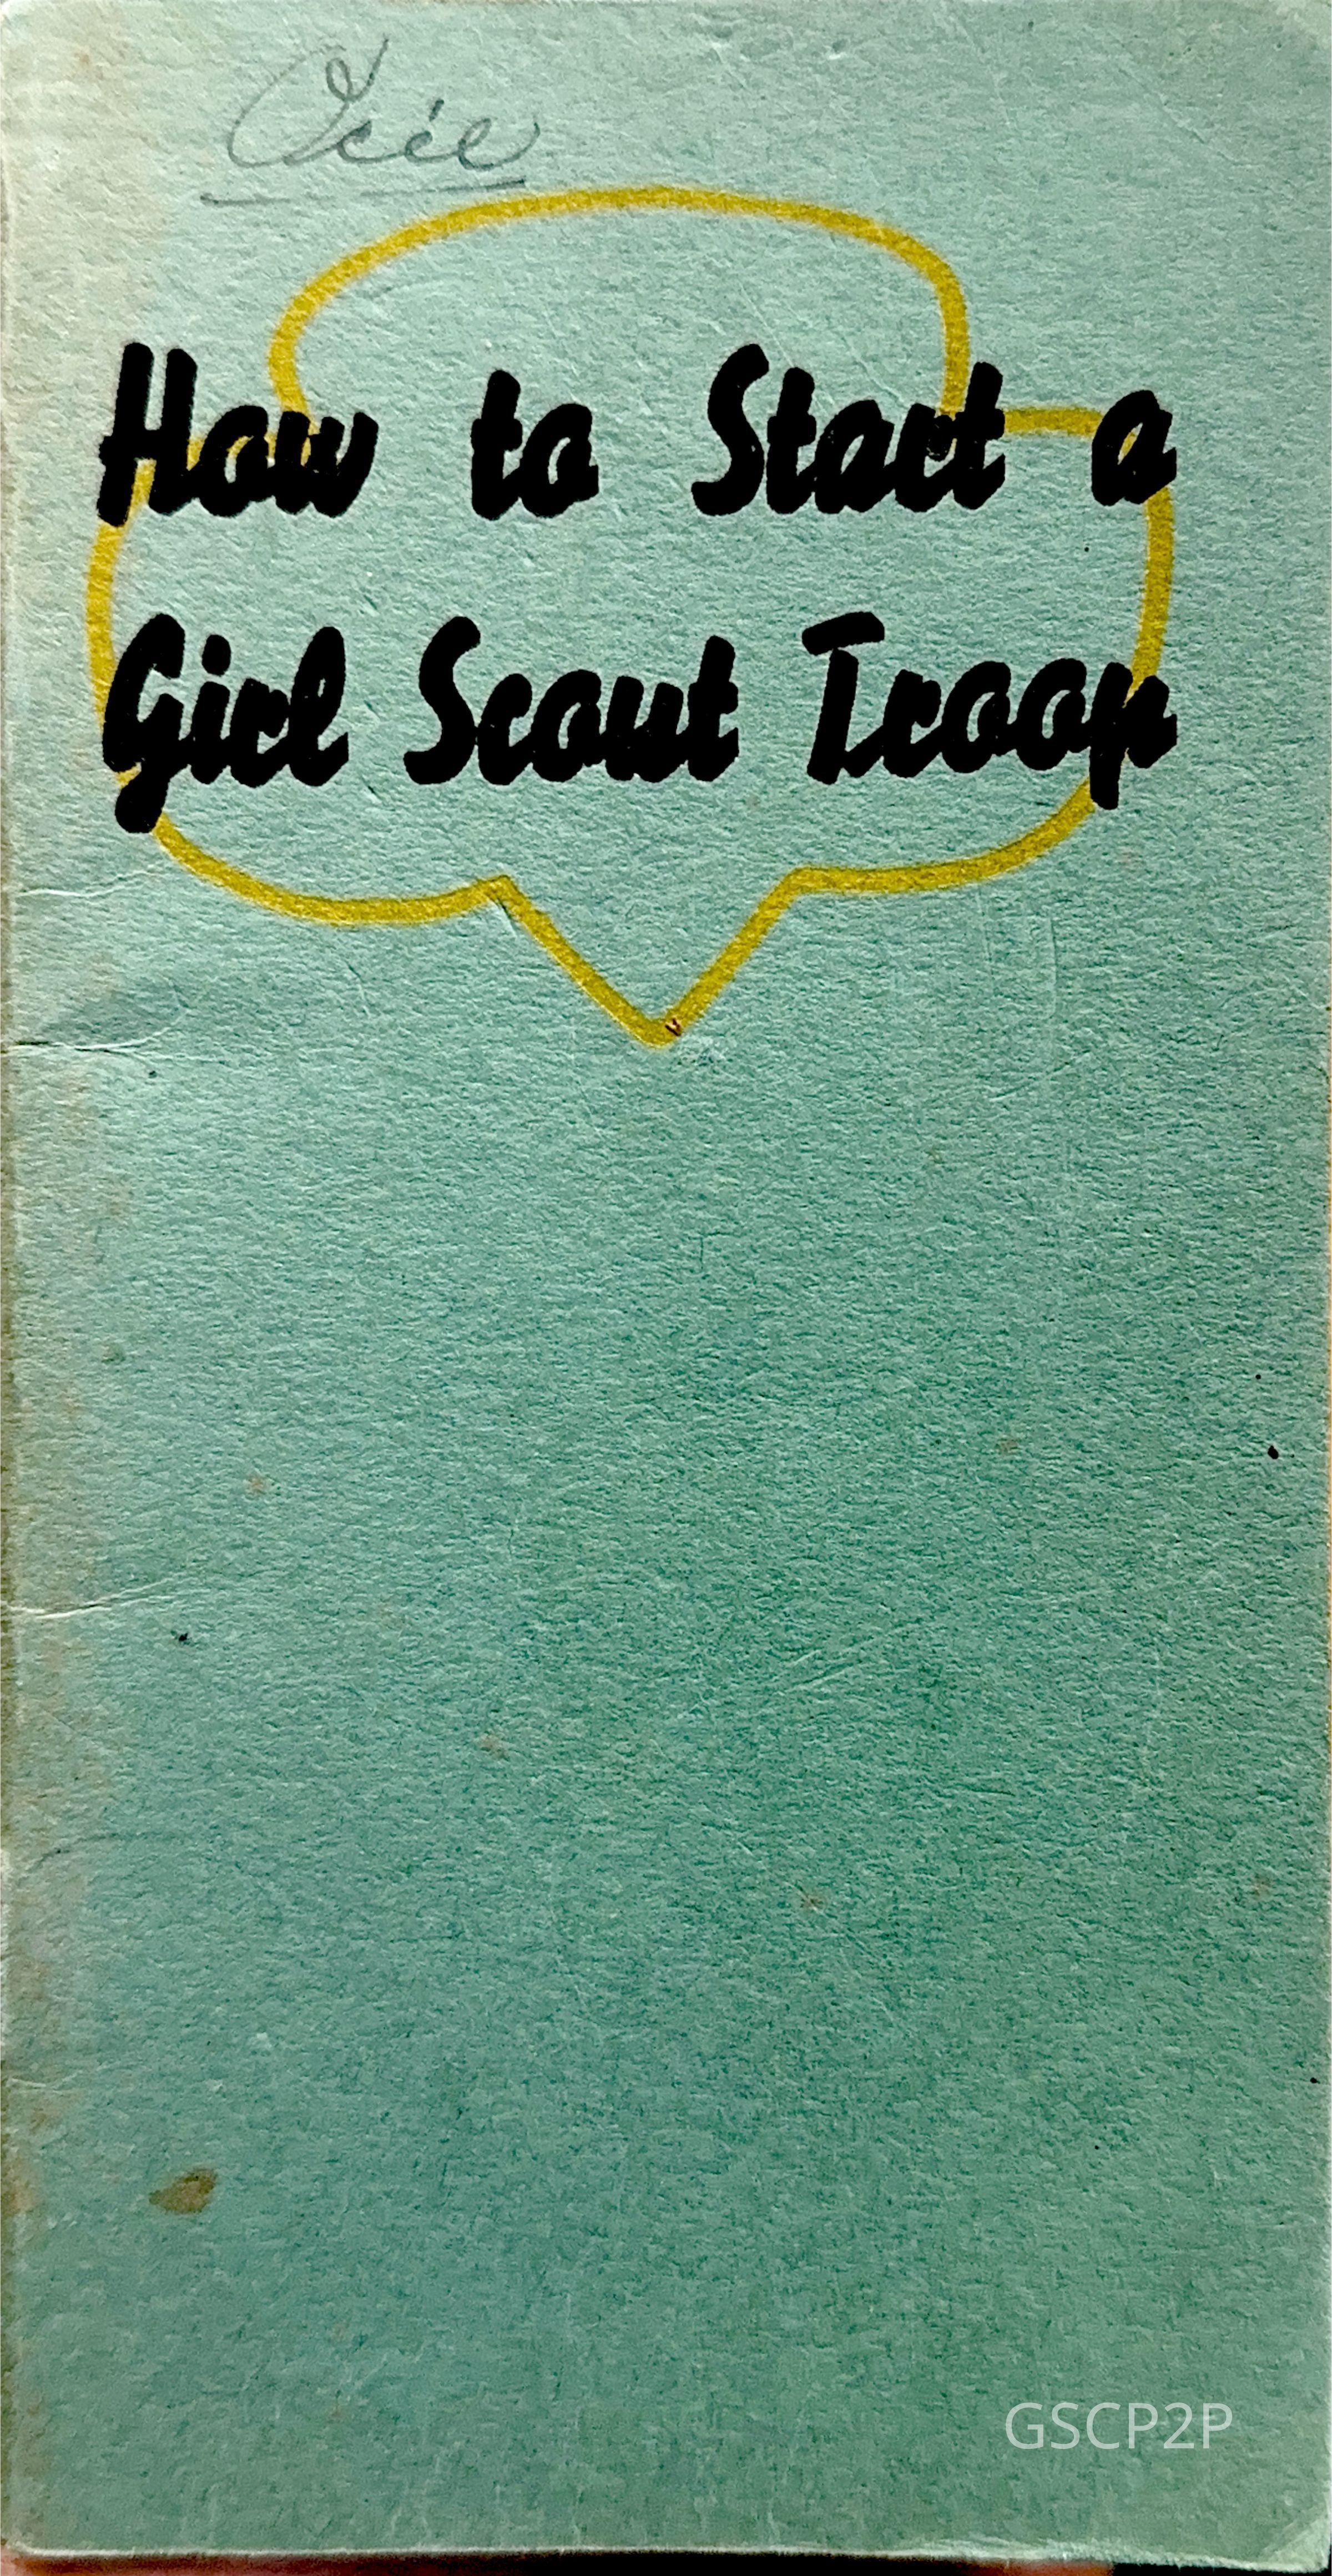 Ocie
How to Start a
Girl Scout Troop
GSCP2P